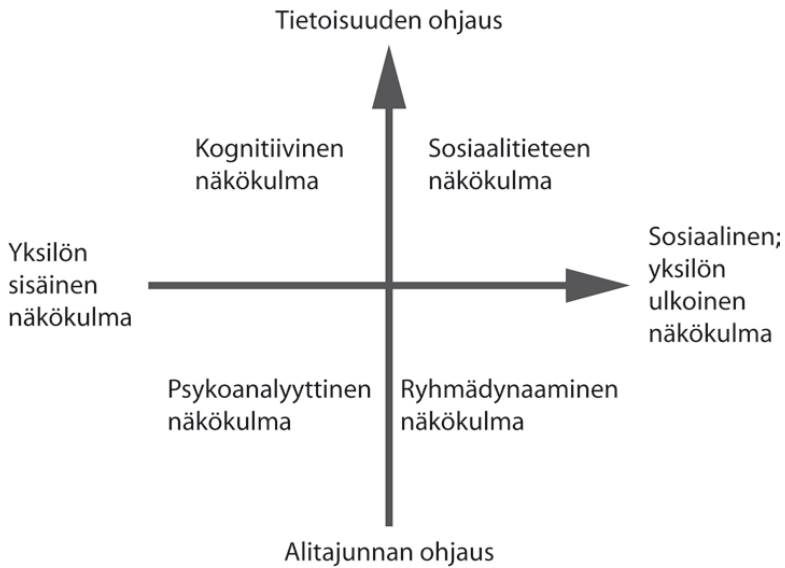 Tietoisuuden ohjaus
Kognitiivinen
näkökulma
Sosiaalitieteen
näkökulma
Yksilön
sisäinen
näkökulma
Sosiaalinen;
yksilön
ulkoinen
näkökulma
Psykoanalyyttinen
näkökulma
Ryhmädynaaminen
näkökulma
Alitajunnan ohjaus